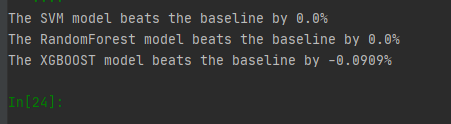 The SVM model beats the baseline by 0.0%
The RandomForest model beats the baseline by 0.0%
The XGBOOST model beats the baseline by -0.0909%
In[24]: